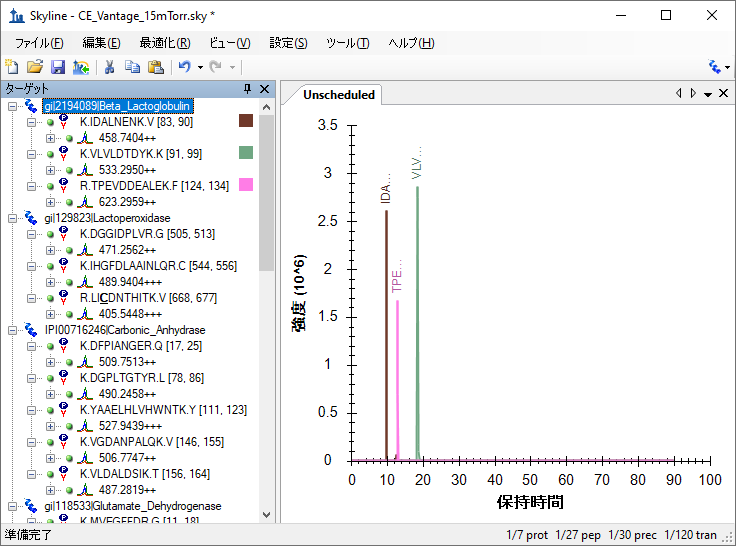 Skyline - CE_Vantage_15mTorr.sky *
ファイル(F) 編集(E) 最適化(R) ビュー(V) 設定(S) ツール(T) ヘルプ(H)
ターゲット
gi|2194089|Beta_Lactoglobulin
K.IDALNENK.V [83, 90]
458.7404++
K.VLVLDTDYK.K [91, 99]
533.2950++
R.TPEVDDEALEK.F [124, 134]
623.2959++
gi|129823|Lactoperoxidase
K.DGGIDPLVR.G [505, 513]
471.2562++
K.IHGFDLAAINLQR.C [544, 556]
489.9404+++
R.LICDNTHITK.V [668, 677]
405.5448+++
IPI00716246|Carbonic_Anhydrase
K.DFPIANGER.Q [17, 25]
509.7513++
K.DGPLTGTYR.L [78, 86]
490.2458++
K.YAAELHLVHWNTK.Y [111, 123]
527.9439+++
K.VGDANPALQK.V [146, 155]
506.7747++
K.VLDALDSIK.T [156, 164]
487.2819++
gi|118533|Glutamate_Dehydrogenase
K.MVEGFFDR.G [11, 18]
Unscheduled
3.5
3
2.5
2
1.5
1
0.5
0
強度 (10^6)
IDA...
TPE...
VLV...
0 10 20 30 40 50 60 70 80 90 100
保持時間
準備完了
1/7 prot 1/27 pep 1/30 prec 1/120 tran